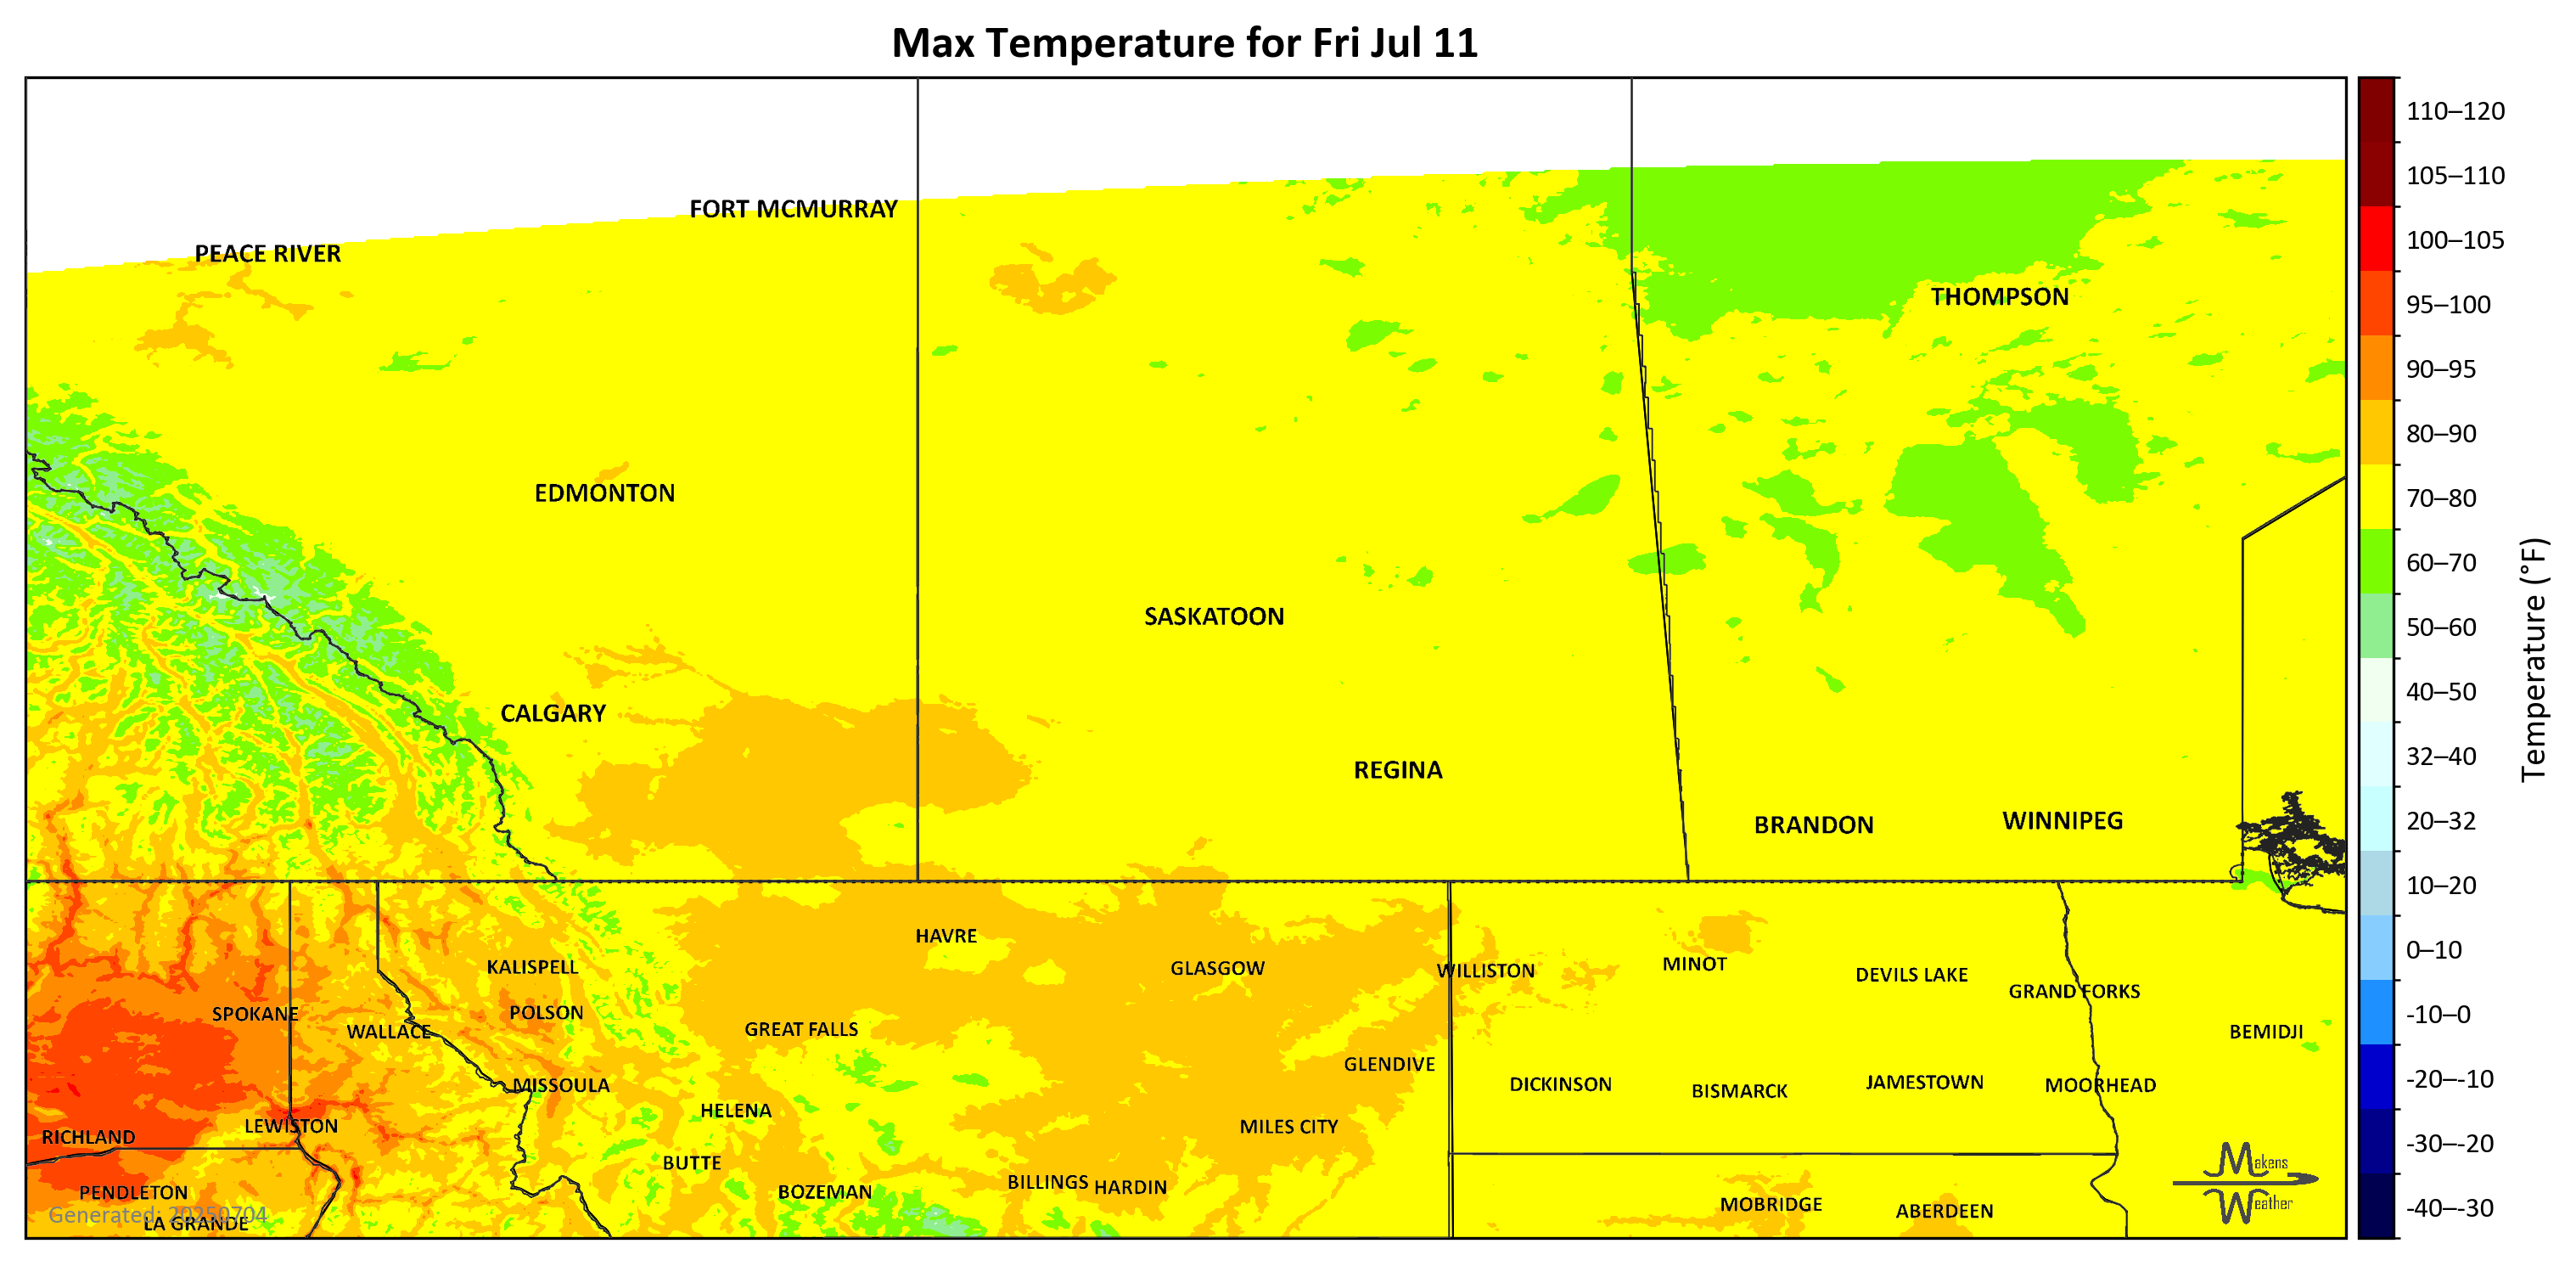 Max Temperature for Fri Jul 11
110–120
105–110
FORT MCMURRAY
100–105
PEACE RIVER
THOMPSON
95–100
90–95
80–90
EDMONTON
70–80
60–70
SASKATOON
50–60
Temperature (°F)
40–50
CALGARY
32–40
REGINA
BRANDON
WINNIPEG
20–32
10–20
HAVRE
0–10
KALISPELL
GLASGOW
WILLISTON
MINOT
DEVILS LAKE
GRAND FORKS
SPOKANE
POLSON
-10–0
WALLACE
GREAT FALLS
BEMIDJI
GLENDIVE
-20–-10
MISSOULA
DICKINSON
BISMARCK
JAMESTOWN
MOORHEAD
HELENA
LEWISTON
MILES CITY
RICHLAND
-30–-20
BUTTE
Makens
Weather
PENDLETON
BOZEMAN
BILLINGS
HARDIN
MOBRIDGE
ABERDEEN
-40–-30
Generated: 20250704
LA GRANDE